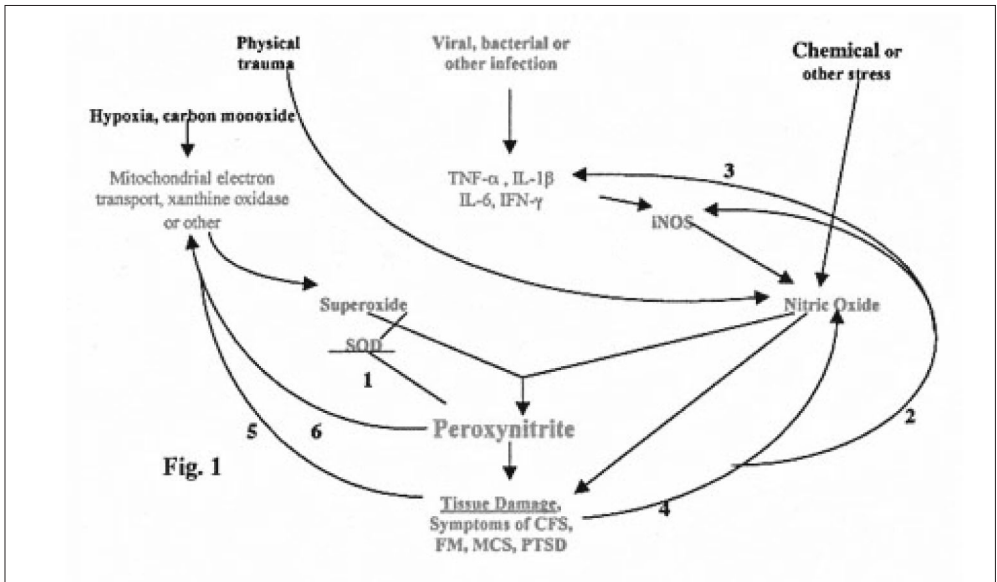 Physical
trauma
Viral, bacterial or
other infection
Chemical or
other stress
Hypoxia, carbon monoxide
Mitochondrial electron
transport, xanthine oxidase
or other
TNF-α , IL-1β
IL-6, IFN-γ
3
iNOS
Superoxide
Nitric Oxide
SOD
1
2
Peroxynitrite
5
6
Fig. 1
Tissue Damage,
Symptoms of CFS,
FM, MCS, PTSD
4